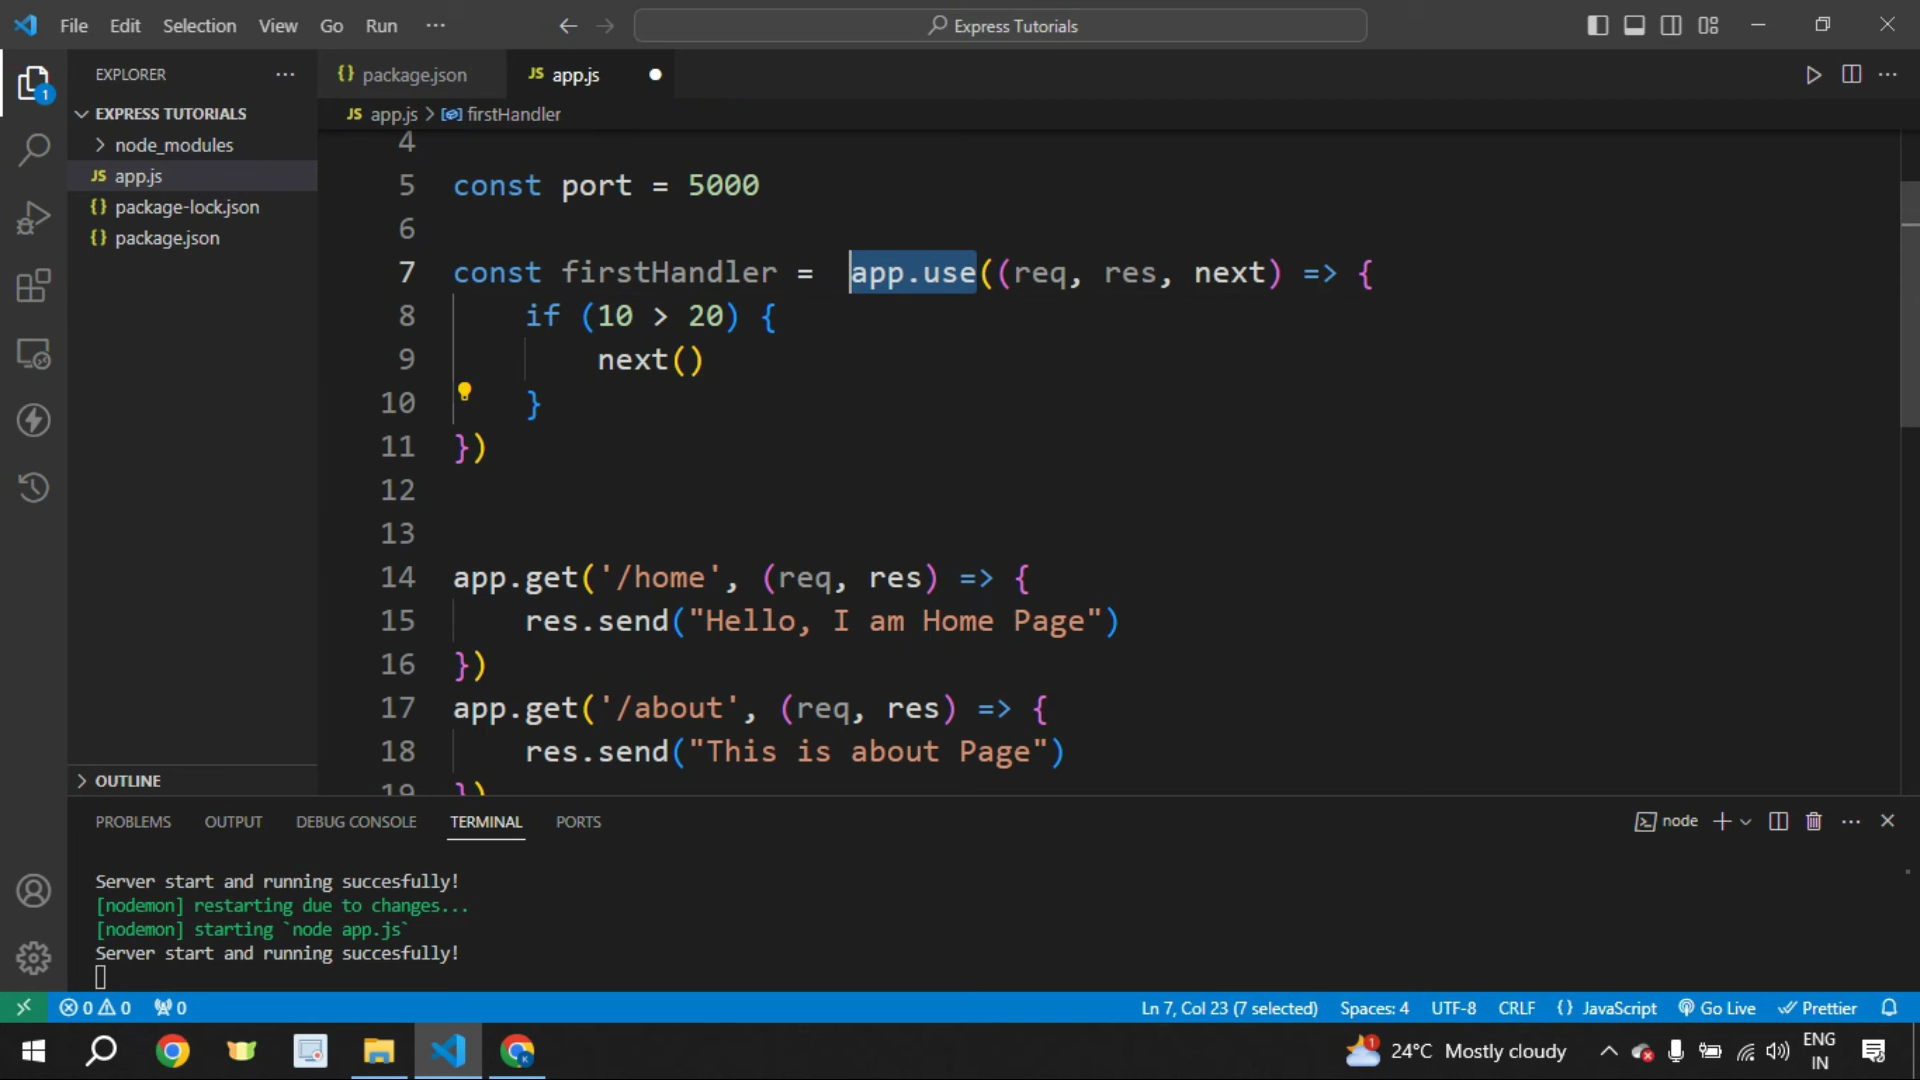 File Edit Selection View Go Run ...
Express Tutorials
EXPLORER
1
EXPRESS TUTORIALS
node_modules
JS app.js
{} package-lock.json
{} package.json
OUTLINE
{} package.json
JS app.js
JS app.js > firstHandler
4
5 const port = 5000
6
7 const firstHandler =  app.use((req, res, next) => {
8 if (10 > 20) {
9 next()
10 }
11 })
12
13
14 app.get('/home', (req, res) => {
15 res.send("Hello, I am Home Page")
16 })
17 app.get('/about', (req, res) => {
18 res.send("This is about Page")
19 })
PROBLEMS OUTPUT DEBUG CONSOLE TERMINAL PORTS
node
Server start and running succesfully!
[nodemon] restarting due to changes...
[nodemon] starting `node app.js`
Server start and running succesfully!
0 0 0
Ln 7, Col 23 (7 selected) Spaces: 4 UTF-8 CRLF {} JavaScript Go Live Prettier
K
1
24°C Mostly cloudy
ENG
IN